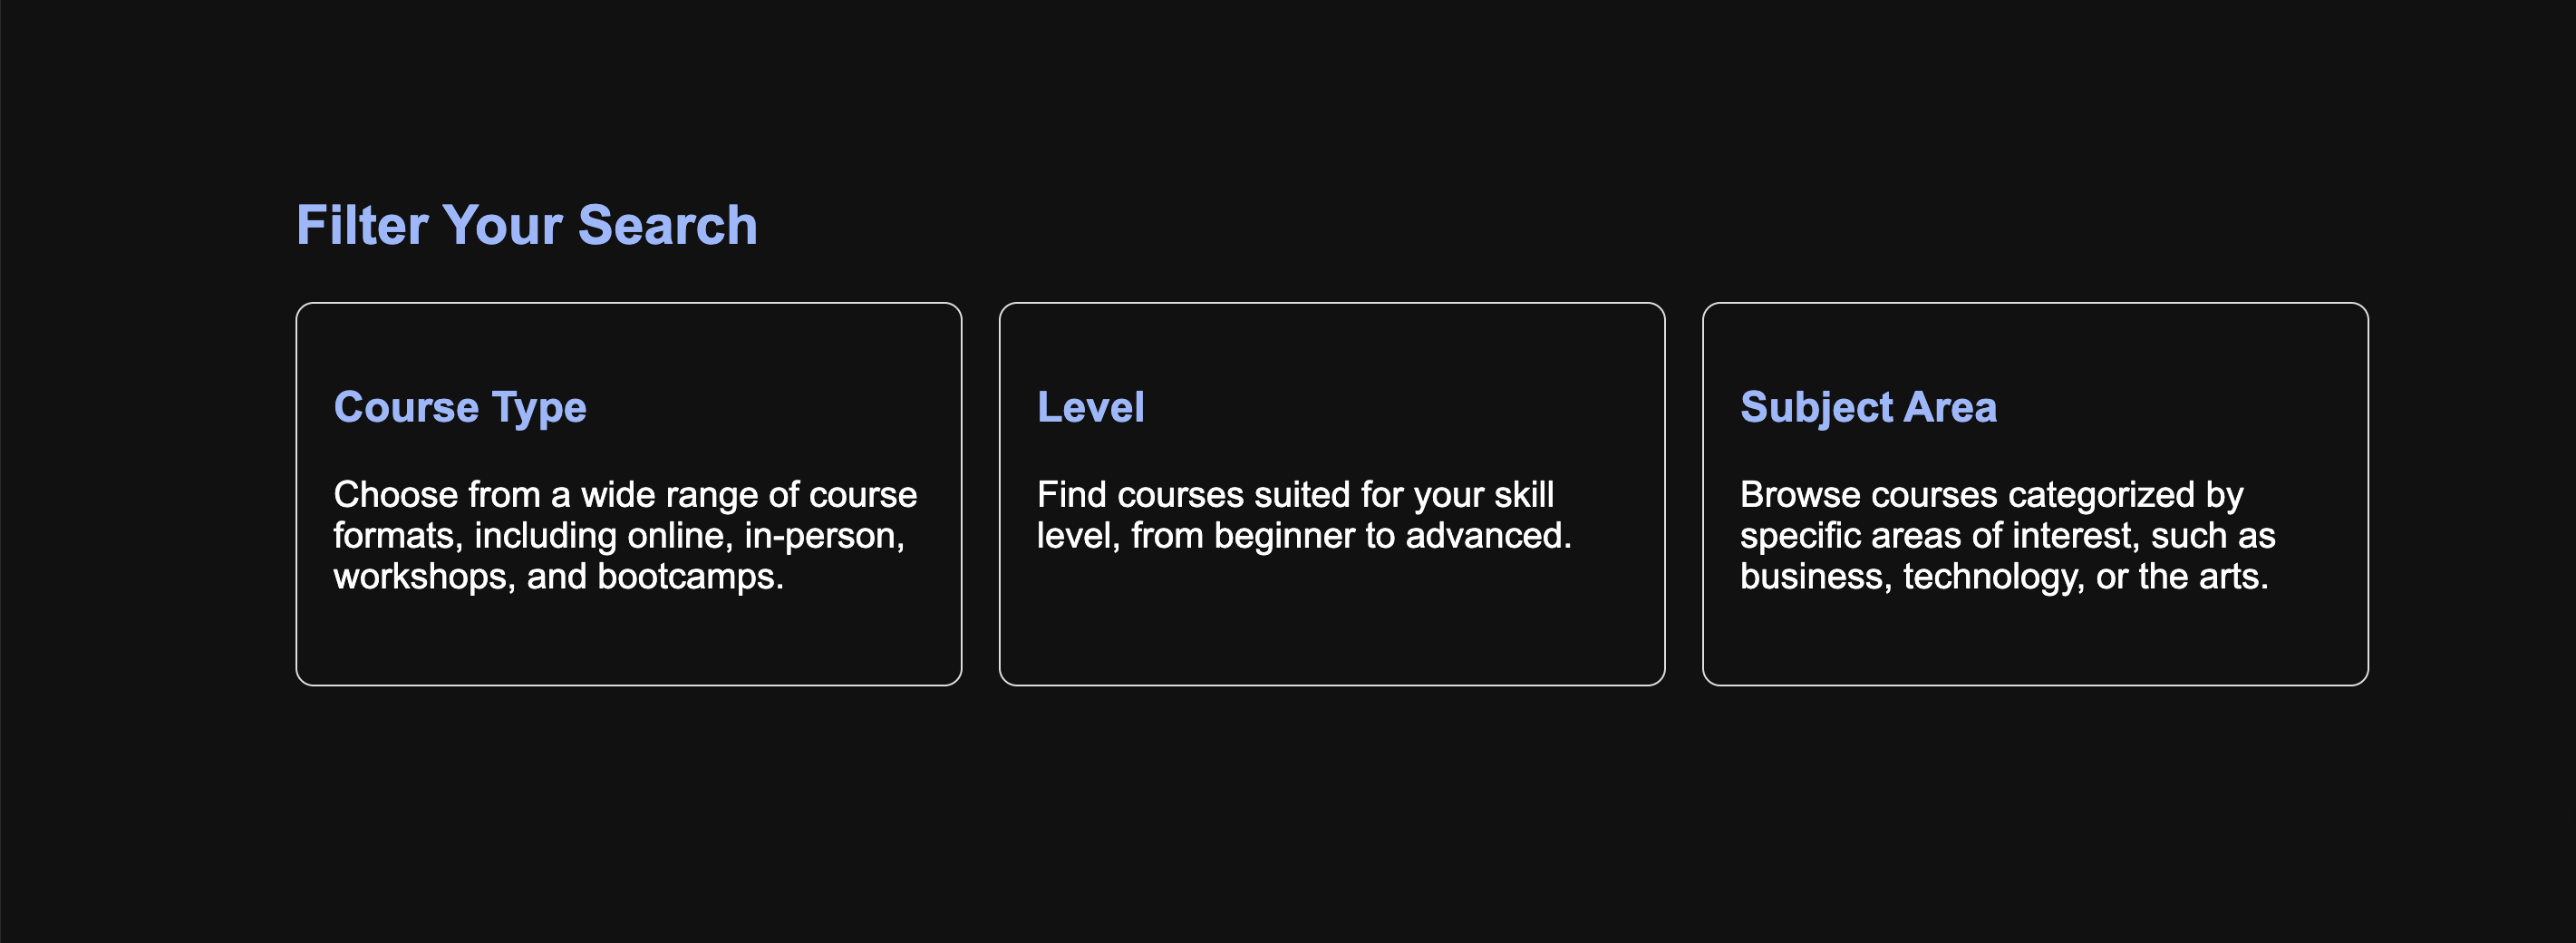 Filter Your Search
Course Type
Choose from a wide range of course
formats, including online, in-person,
workshops, and bootcamps.
Level
Find courses suited for your skill
level, from beginner to advanced.
Subject Area
Browse courses categorized by
specific areas of interest, such as
business, technology, or the arts.